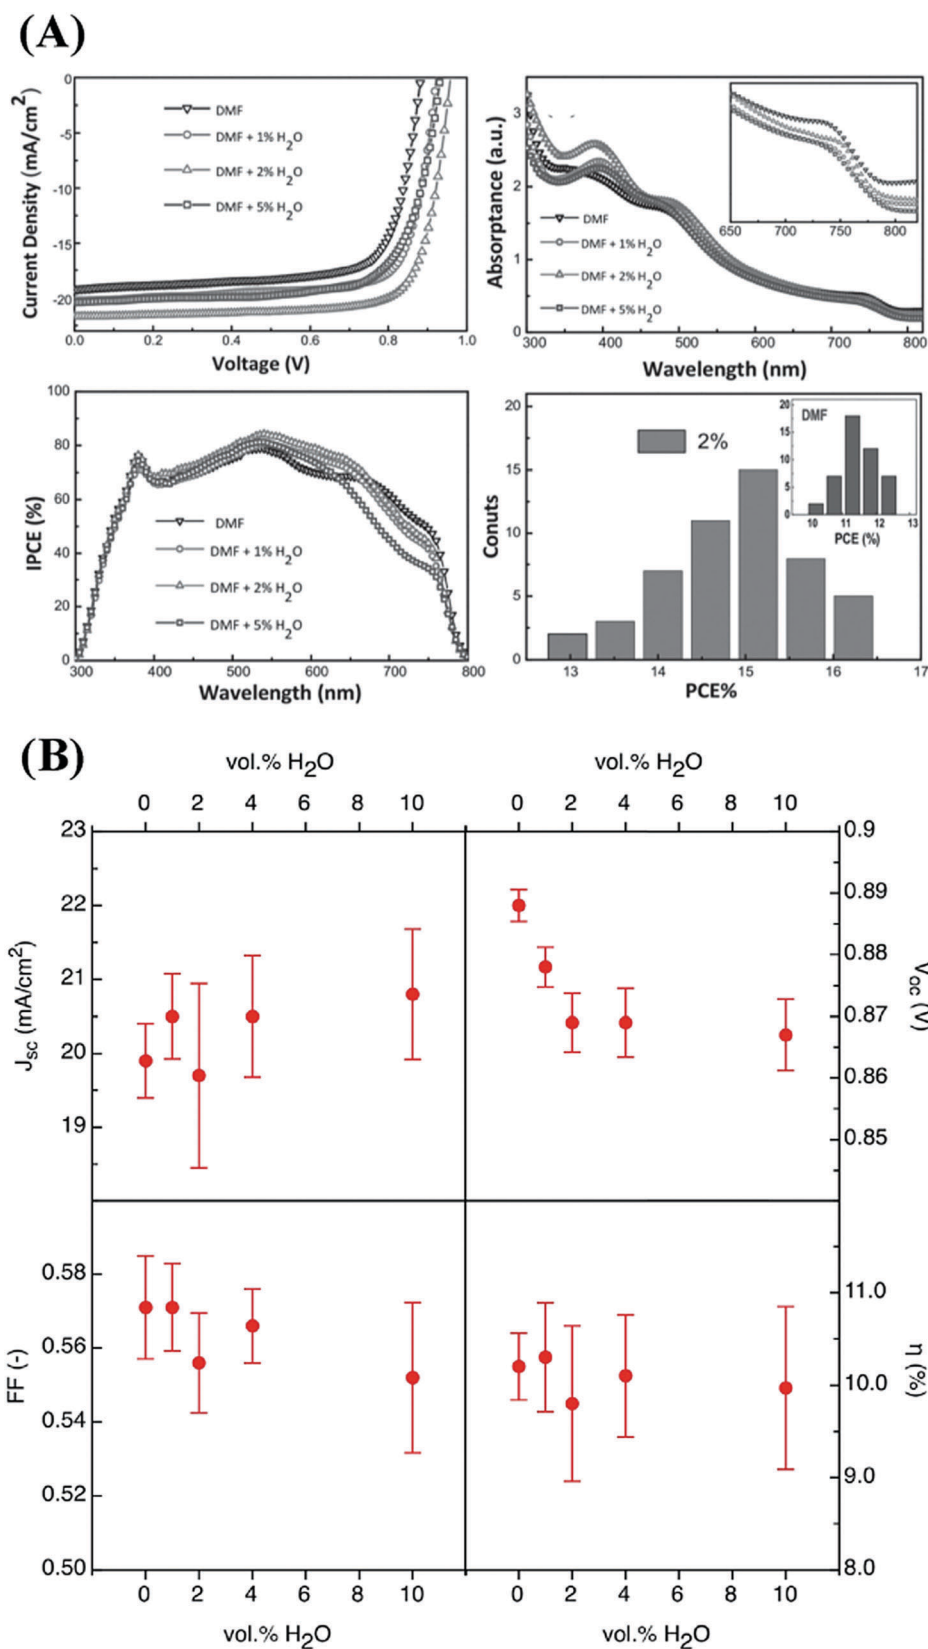 (A)
Current Density (mA/cm²)
0
-5
-10
-15
-20
DMF
DMF + 1% H₂O
DMF + 2% H₂O
DMF + 5% H₂O
0.0 0.2 0.4 0.6 0.8 1.0
Voltage (V)
Absorptance (a.u.)
3
2
1
0
DMF
DMF + 1% H₂O
DMF + 2% H₂O
DMF + 5% H₂O
650 700 750 800
300 400 500 600 700 800
Wavelength (nm)
IPCE (%)
100
80
60
40
20
0
DMF
DMF + 1% H₂O
DMF + 2% H₂O
DMF + 5% H₂O
300 400 500 600 700 800
Wavelength (nm)
Conuts
20
15
10
5
0
2%
DMF
20
15
10
5
0
10 11 12 13
PCE (%)
13 14 15 16 17
PCE%
(B)
vol.% H₂O
0 2 4 6 8 10
vol.% H₂O
0 2 4 6 8 10
Jsc (mA/cm²)
23
22
21
20
19
0.9
0.89
0.88
0.87
0.86
0.85
Voc (V)
FF (-)
0.58
0.56
0.54
0.52
0.50
11.0
10.0
9.0
8.0
η (%)
0 2 4 6 8 10
vol.% H₂O
0 2 4 6 8 10
vol.% H₂O